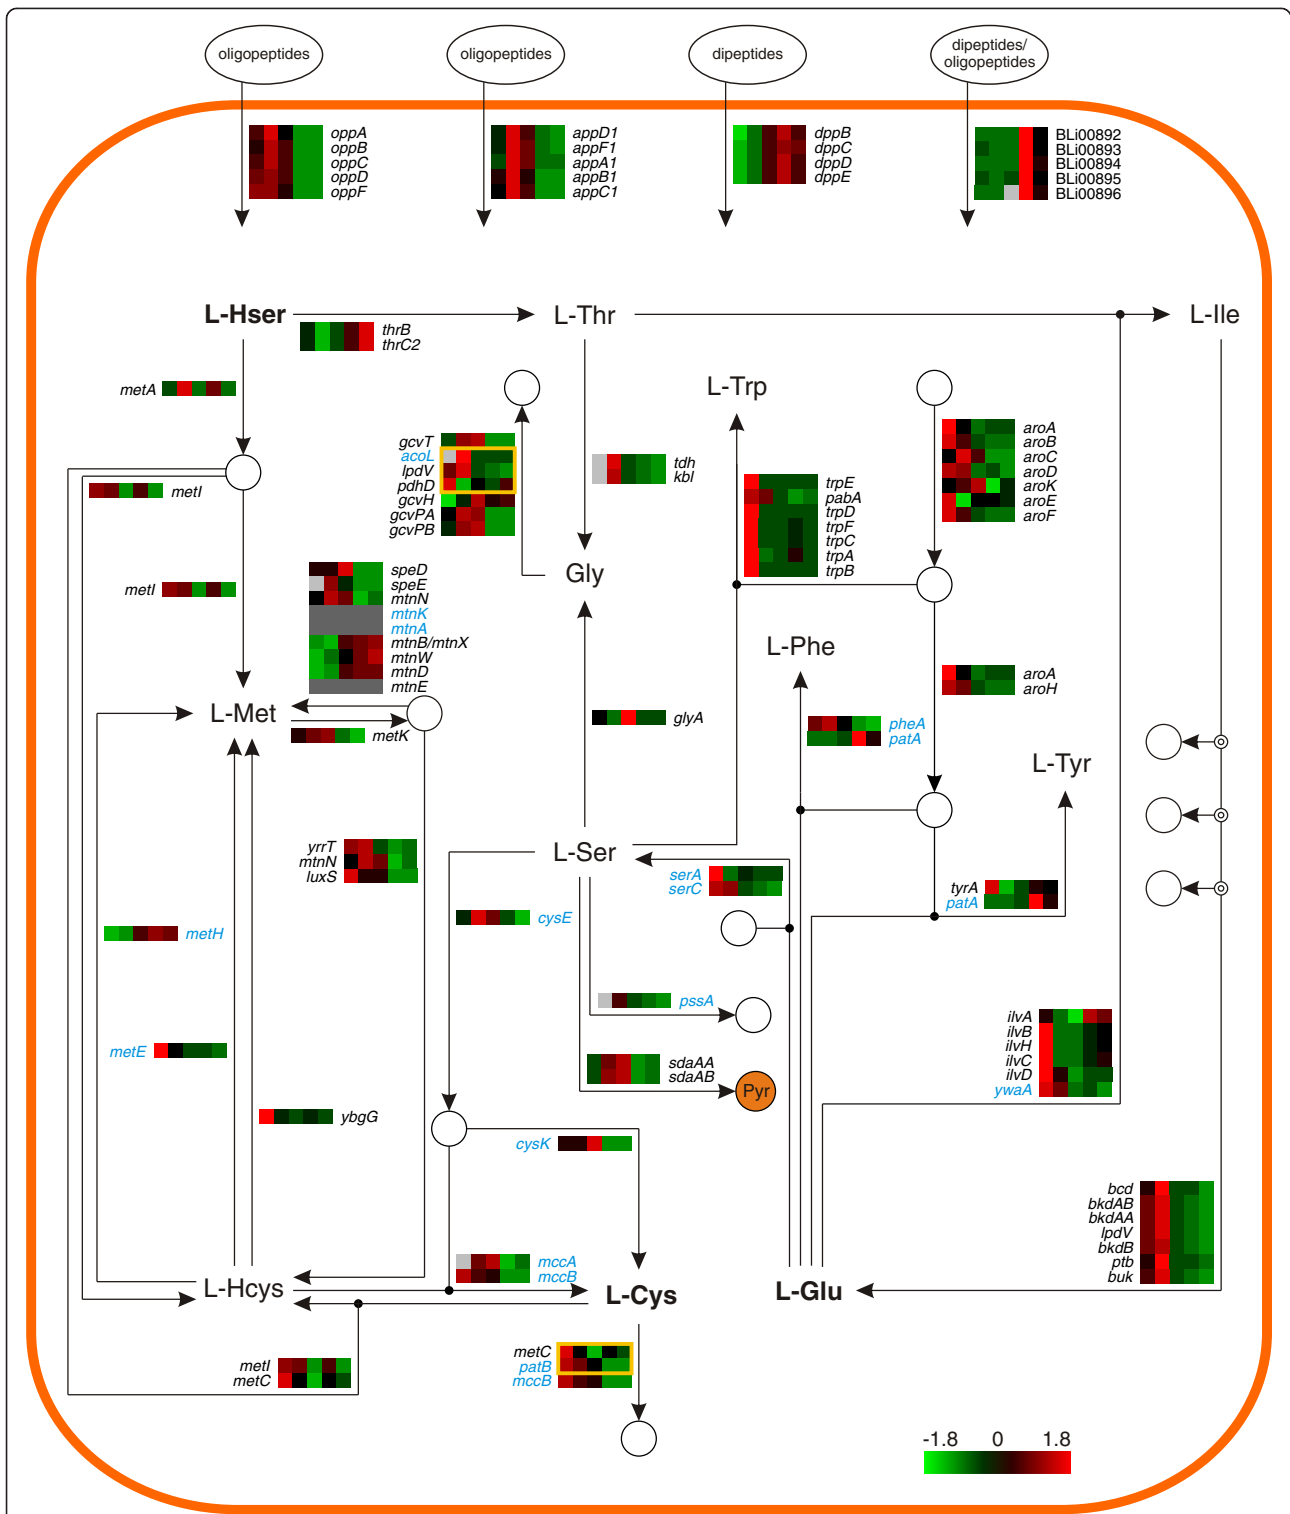 oligopeptides
oligopeptides
dipeptides
dipeptides/
oligopeptides
oppA
oppB
oppC
oppD
oppF
appD1
appF1
appA1
appB1
appC1
dppB
dppC
dppD
dppE
BLi00892
BLi00893
BLi00894
BLi00895
BLi00896
L-Hser
L-Thr
L-Ile
thrB
thrC2
metA
L-Trp
gcvT
acoL
lpdV
pdhD
gcvH
gcvPA
gcvPB
tdh
kbl
aroA
aroB
aroC
aroD
aroK
aroE
aroF
trpE
pabA
trpD
trpF
trpC
trpA
trpB
metI
metI
speD
speE
mtnN
mtnK
mtnA
mtnB/mtnX
mtnW
mtnD
mtnE
Gly
L-Phe
aroA
aroH
L-Met
metK
glyA
pheA
patA
L-Tyr
yrrT
mtnN
luxS
L-Ser
serA
serC
tyrA
patA
metH
cysE
pssA
metE
sdaAA
sdaAB
Pyr
ilvA
ilvB
ilvH
ilvC
ilvD
ywaA
ybgG
cysK
bcd
bkdAB
bkdAA
lpdV
bkdB
ptb
buk
mccA
mccB
L-Hcys
L-Cys
L-Glu
metI
metC
metC
patB
mccB
-1.8 0 1.8